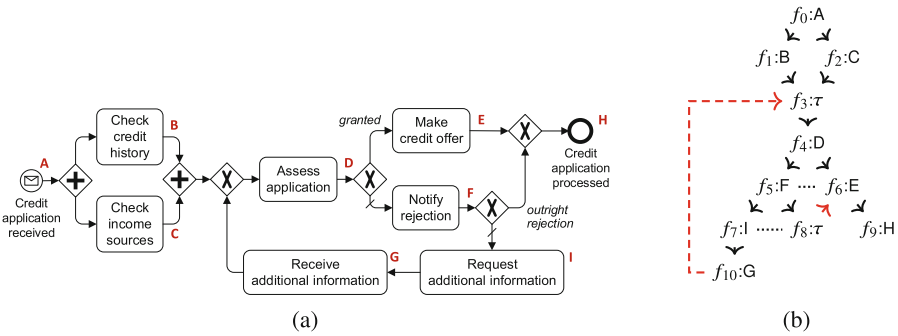 A
Credit
application
received
Check
credit
history
B
Check
income
sources
C
Assess
application
D
granted
Make
credit offer
E
Notify
rejection
F
outright
rejection
H
Credit
application
processed
Receive
additional information
G
Request
additional information
I
(a)
f₀:A
f₁:B f₂:C
f₃:τ
f₄:D
f₅:F f₆:E
f₇:I f₈:τ f₉:H
f₁₀:G
(b)